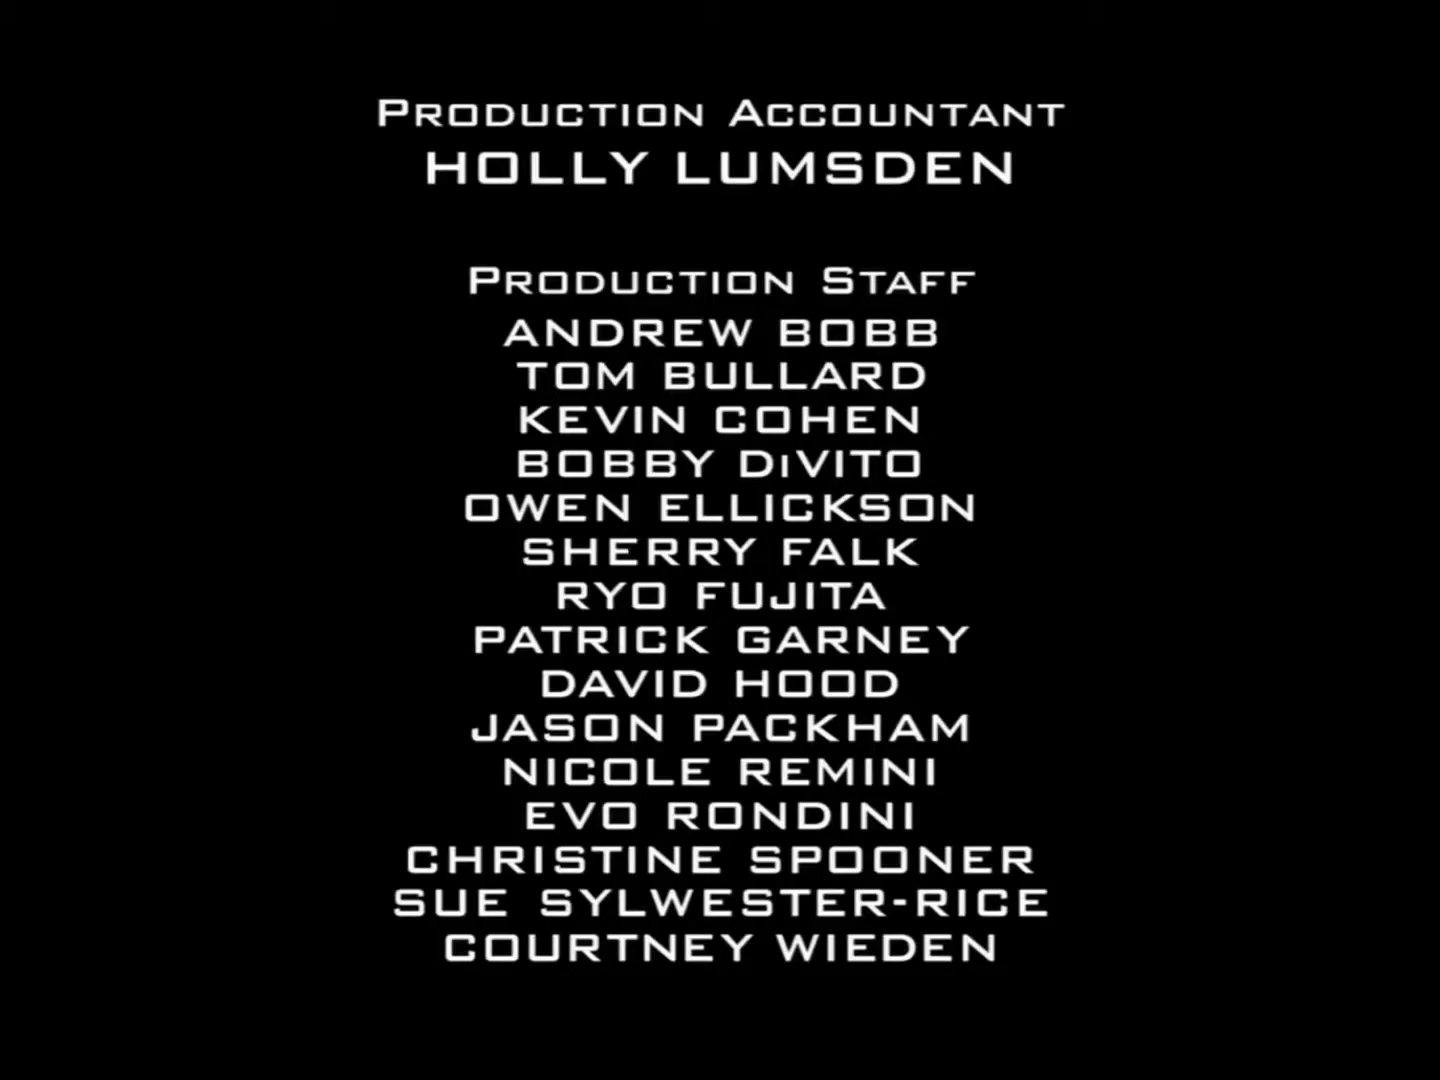 Production Accountant
HOLLY LUMSDEN
Production Staff
ANDREW BOBB
TOM BULLARD
KEVIN COHEN
BOBBY DiVITO
OWEN ELLICKSON
SHERRY FALK
RYO FUJITA
PATRICK GARNEY
DAVID HOOD
JASON PACKHAM
NICOLE REMINI
EVO RONDINI
CHRISTINE SPOONER
SUE SYLWESTER-RICE
COURTNEY WIEDEN